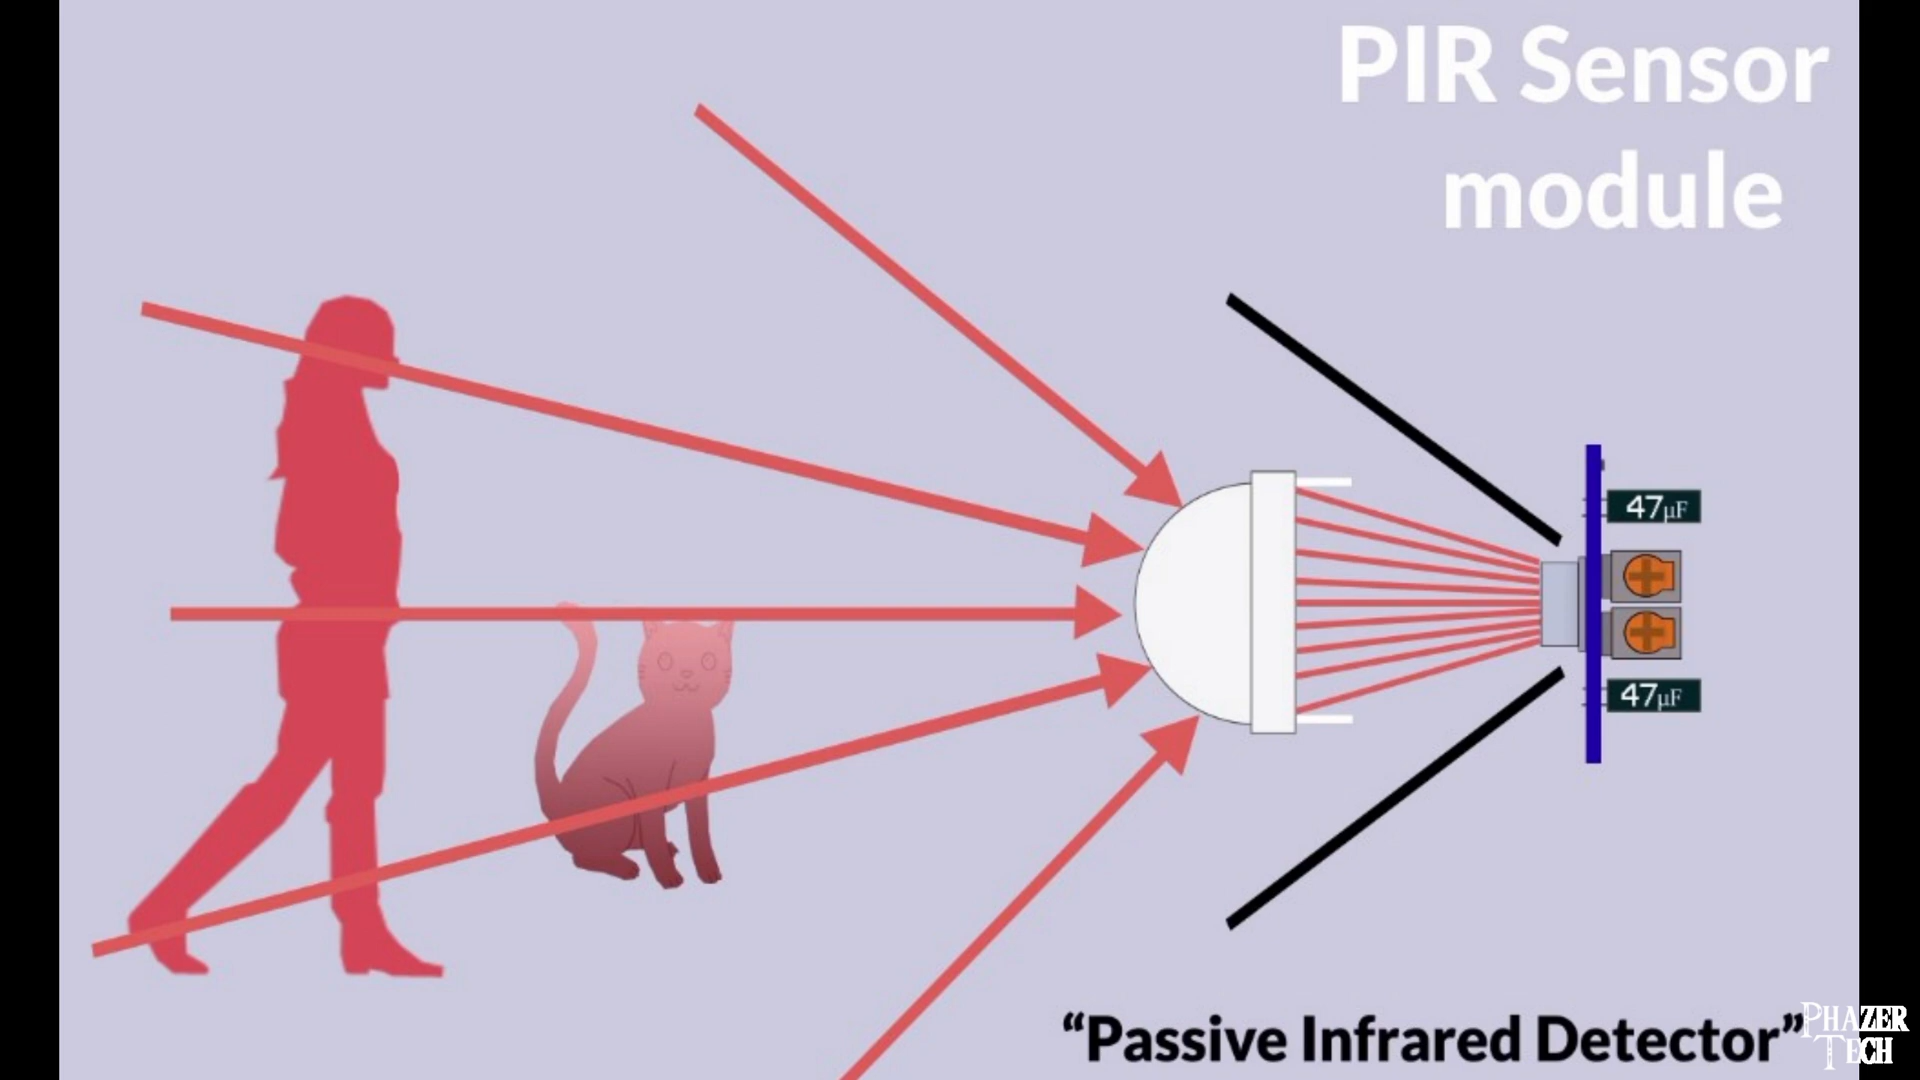 PIR Sensor
module
47µF
47µF
“Passive Infrared Detector”
PHAZER
TECH